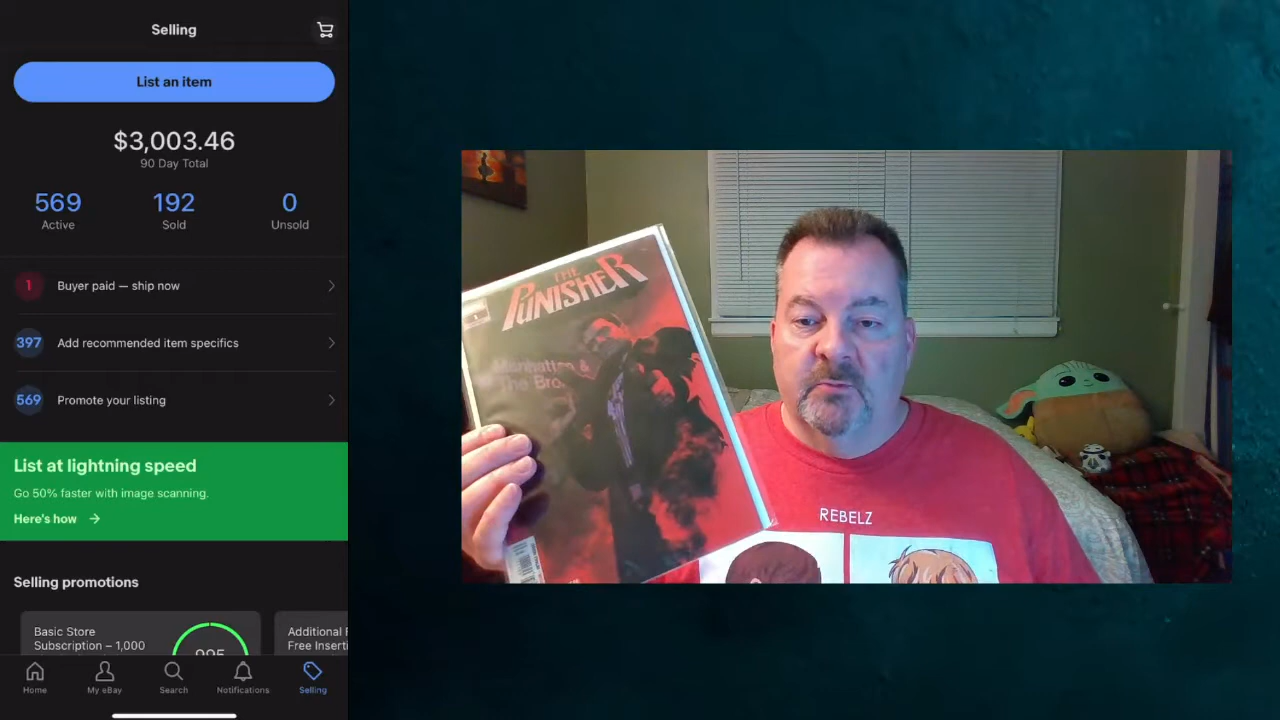 Selling
List an item
$3,003.46
90 Day Total
569
Active
192
Sold
0
Unsold
1
Buyer paid — ship now
397
Add recommended item specifics
569
Promote your listing
List at lightning speed
Go 50% faster with image scanning.
Here's how →
Selling promotions
Basic Store
Subscription – 1,000
Additional
Free Inserti
Home
My eBay
Search
Notifications
Selling
THE
PUNISHER
Manhattan &
The Bro
REBELZ